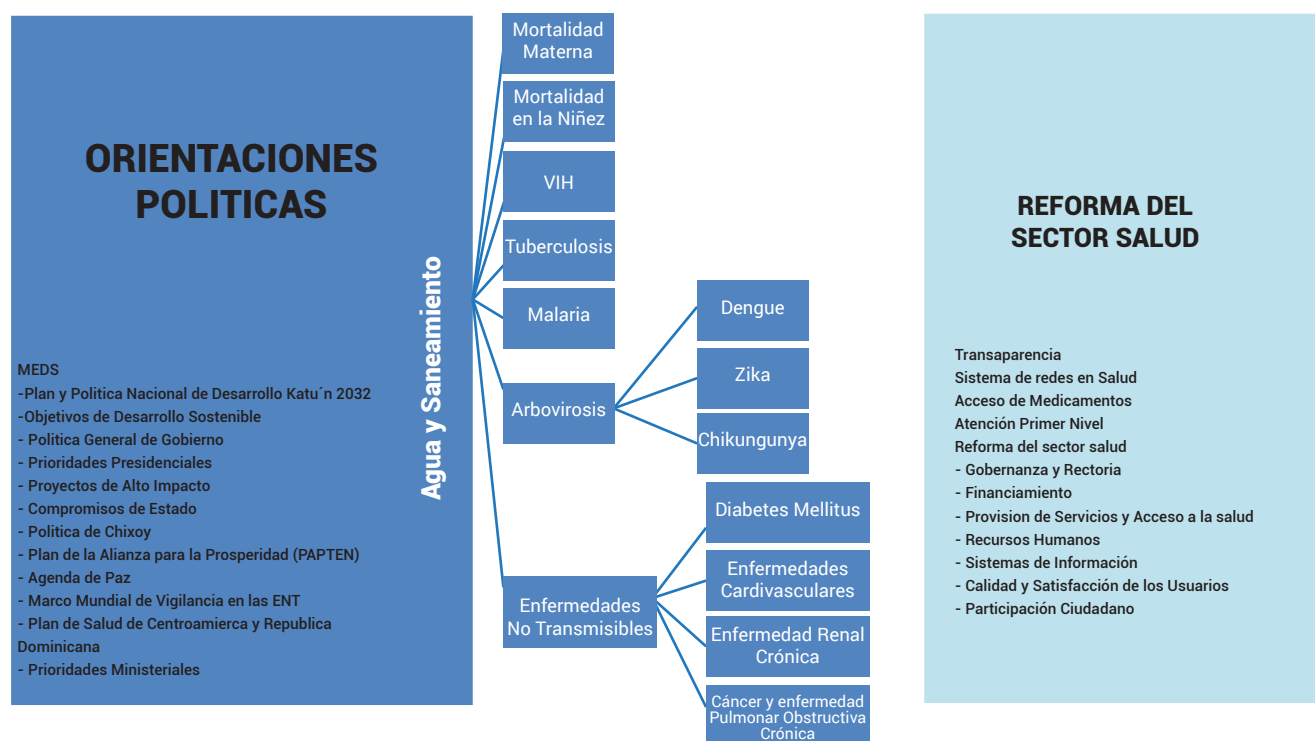 ORIENTACIONES
POLITICAS
MEDS
-Plan y Politica Nacional de Desarrollo Katu´n 2032
-Objetivos de Desarrollo Sostenible
- Politica General de Gobierno
- Prioridades Presidenciales
- Proyectos de Alto Impacto
- Compromisos de Estado
- Politica de Chixoy
- Plan de la Alianza para la Prosperidad (PAPTEN)
- Agenda de Paz
- Marco Mundial de Vigilancia en las ENT
- Plan de Salud de Centroamierca y Republica
Dominicana
- Prioridades Ministeriales
Agua y Saneamiento
Mortalidad
Materna
Mortalidad
en la Niñez
VIH
Tuberculosis
Malaria
Arbovirosis
Enfermedades
No Transmisibles
Dengue
Zika
Chikungunya
Diabetes Mellitus
Enfermedades
Cardivasculares
Enfermedad Renal
Crónica
Cáncer y enfermedad
Pulmonar Obstructiva
Crónica
REFORMA DEL
SECTOR SALUD
Transaparencia
Sistema de redes en Salud
Acceso de Medicamentos
Atención Primer Nivel
Reforma del sector salud
- Gobernanza y Rectoria
- Financiamiento
- Provision de Servicios y Acceso a la salud
- Recursos Humanos
- Sistemas de Información
- Calidad y Satisfacción de los Usuarios
- Participación Ciudadano